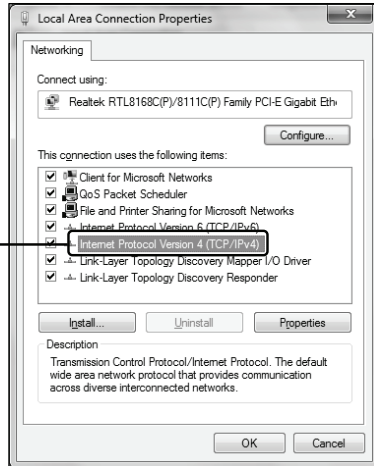 Local Area Connection Properties
Networking
Connect using:
Realtek RTL8168C(P)/8111C(P) Family PCI-E Gigabit Eth
Configure...
This connection uses the following items:
Client for Microsoft Networks
QoS Packet Scheduler
File and Printer Sharing for Microsoft Networks
Internet Protocol Version 6 (TCP/IPv6)
Internet Protocol Version 4 (TCP/IPv4)
Link-Layer Topology Discovery Mapper I/O Driver
Link-Layer Topology Discovery Responder
Install...
Uninstall
Properties
Description
Transmission Control Protocol/Internet Protocol. The default
wide area network protocol that provides communication
across diverse interconnected networks.
OK
Cancel